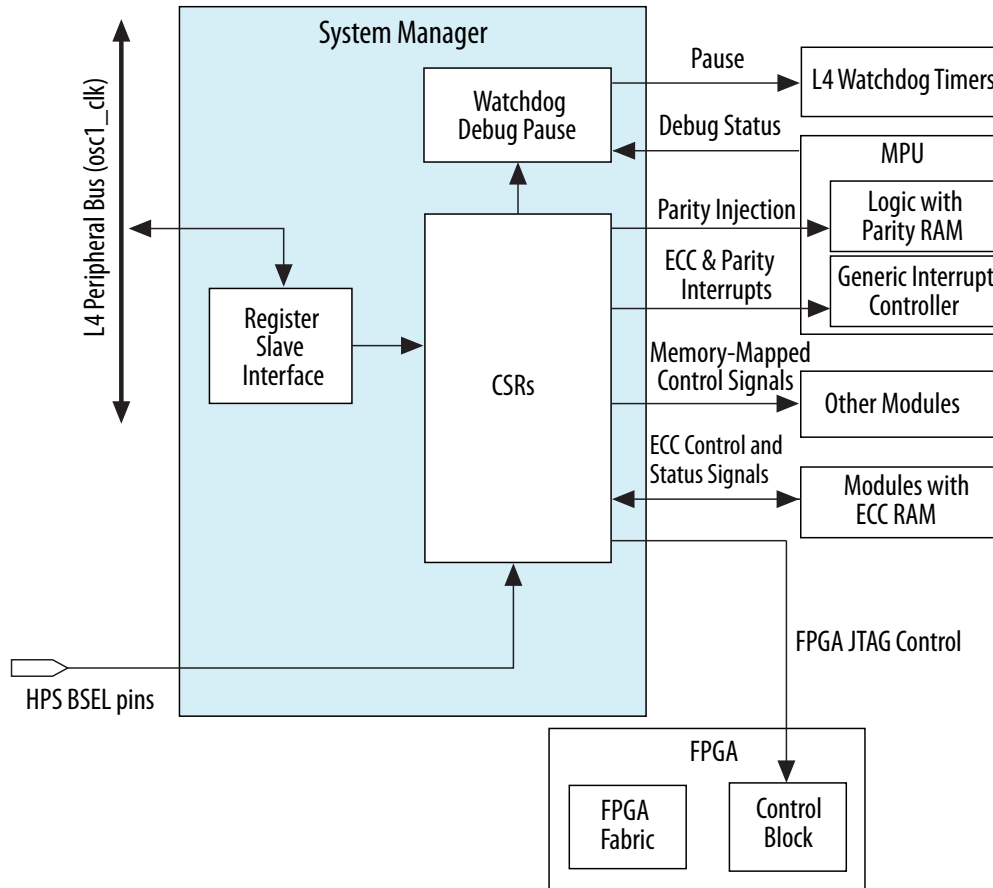 System Manager
L4 Peripheral Bus (osc1_clk)
Watchdog
Debug Pause
Pause
L4 Watchdog Timers
Debug Status
MPU
Parity Injection
Logic with
Parity RAM
ECC & Parity
Interrupts
Generic Interrupt
Controller
Register
Slave
Interface
CSRs
Memory-Mapped
Control Signals
Other Modules
ECC Control and
Status Signals
Modules with
ECC RAM
FPGA JTAG Control
HPS BSEL pins
FPGA
FPGA
Fabric
Control
Block